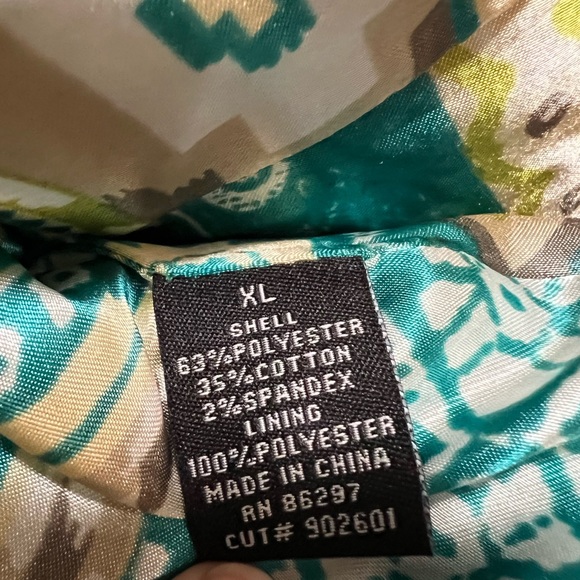 XL
SHELL
63%POLYESTER
35%COTTON
2%SPANDEX
LINING
100%POLYESTER
MADE IN CHINA
RN 86297
CUT# 902601